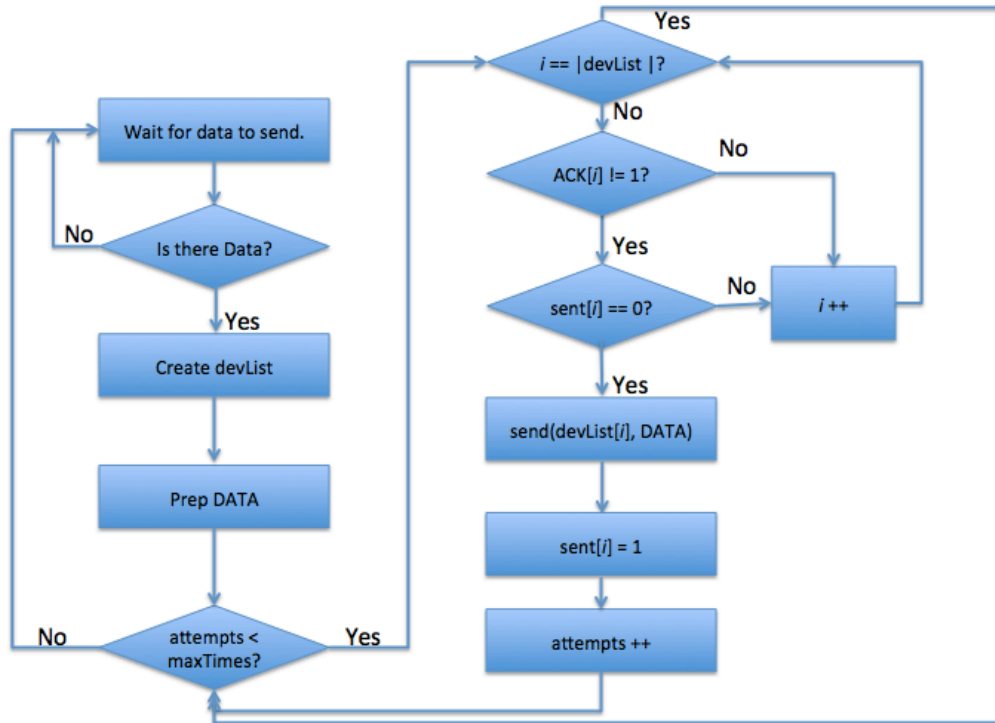 Wait for data to send.
Is there Data?
No
Yes
Create devList
Prep DATA
attempts <
maxTimes?
No
Yes
i == |devList |?
Yes
No
ACK[i] != 1?
No
Yes
sent[i] == 0?
No
i ++
Yes
send(devList[i], DATA)
sent[i] = 1
attempts ++